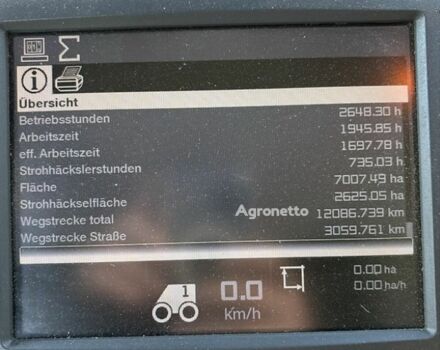 Übersicht
Betriebsstunden 2648.30 h
Arbeitszeit 1945.85 h
eff. Arbeitszeit 1697.78 h
Strohhäckslerstunden 735.03 h
Fläche 7007.49 ha
Strohhäckselfläche 2625.05 ha
Wegstrecke total Agronetto 12086.739 km
Wegstrecke Straße 3059.761 km
1
0.0
Km/h
0.00 ha
0.00 ha/h